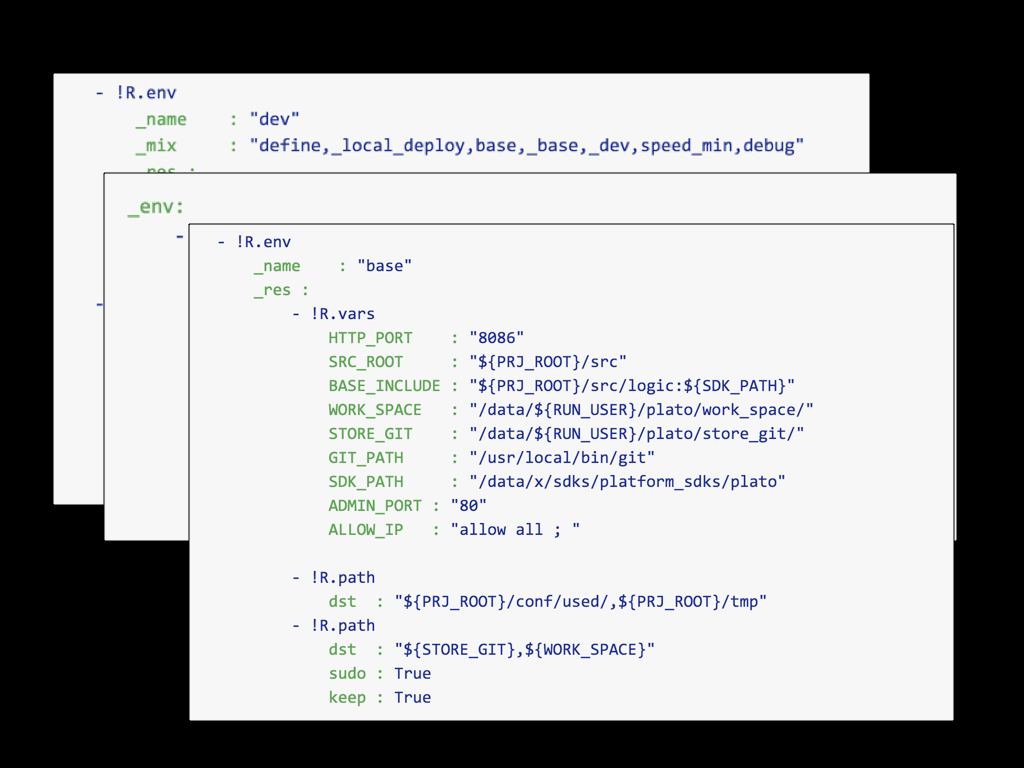 - !R.env
_name : "dev"
_mix : "define,_local_deploy,base,_base,_dev,speed_min,debug"
_res :
_env:
-
-
- !R.env
_name : "base"
_res :
- !R.vars
HTTP_PORT : "8086"
SRC_ROOT : "${PRJ_ROOT}/src"
BASE_INCLUDE : "${PRJ_ROOT}/src/logic:${SDK_PATH}"
WORK_SPACE : "/data/${RUN_USER}/plato/work_space/"
STORE_GIT : "/data/${RUN_USER}/plato/store_git/"
GIT_PATH : "/usr/local/bin/git"
SDK_PATH : "/data/x/sdks/platform_sdks/plato"
ADMIN_PORT : "80"
ALLOW_IP : "allow all ; "
- !R.path
dst : "${PRJ_ROOT}/conf/used/,${PRJ_ROOT}/tmp"
- !R.path
dst : "${STORE_GIT},${WORK_SPACE}"
sudo : True
keep : True